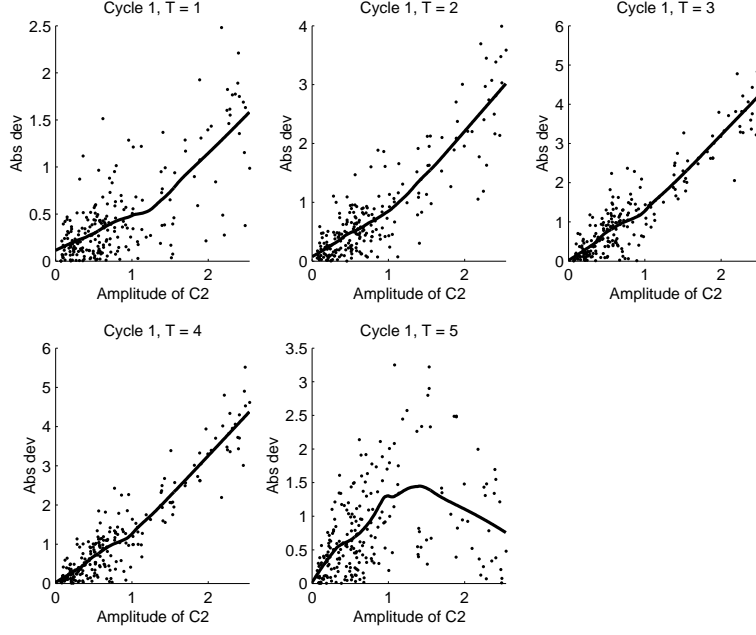 Cycle 1, T = 1
2.5
2
1.5
1
0.5
0
Abs dev
0 1 2
Amplitude of C2
Cycle 1, T = 2
4
3
2
1
0
Abs dev
0 1 2
Amplitude of C2
Cycle 1, T = 3
6
5
4
3
2
1
0
Abs dev
0 1 2
Amplitude of C2
Cycle 1, T = 4
6
5
4
3
2
1
0
Abs dev
0 1 2
Amplitude of C2
Cycle 1, T = 5
3.5
3
2.5
2
1.5
1
0.5
0
Abs dev
0 1 2
Amplitude of C2